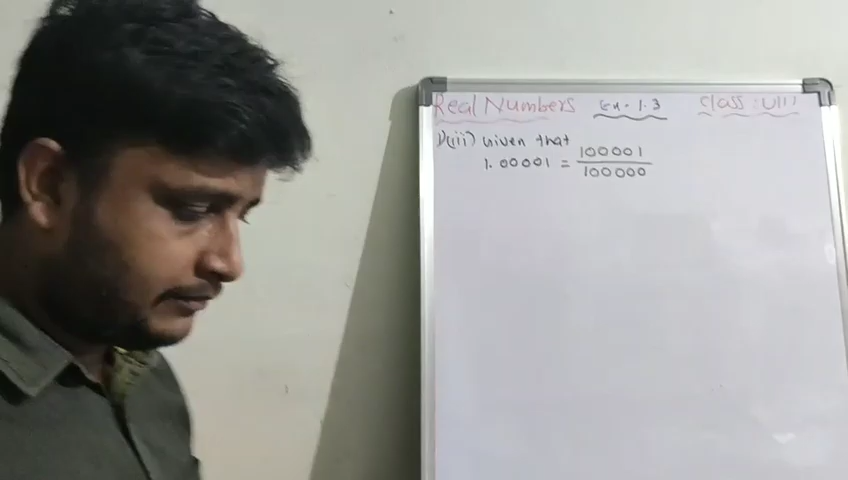 Real Numbers Ex. 1.3 Class: VIII
1)(iii) Given that
1.00001 = 100001/100000